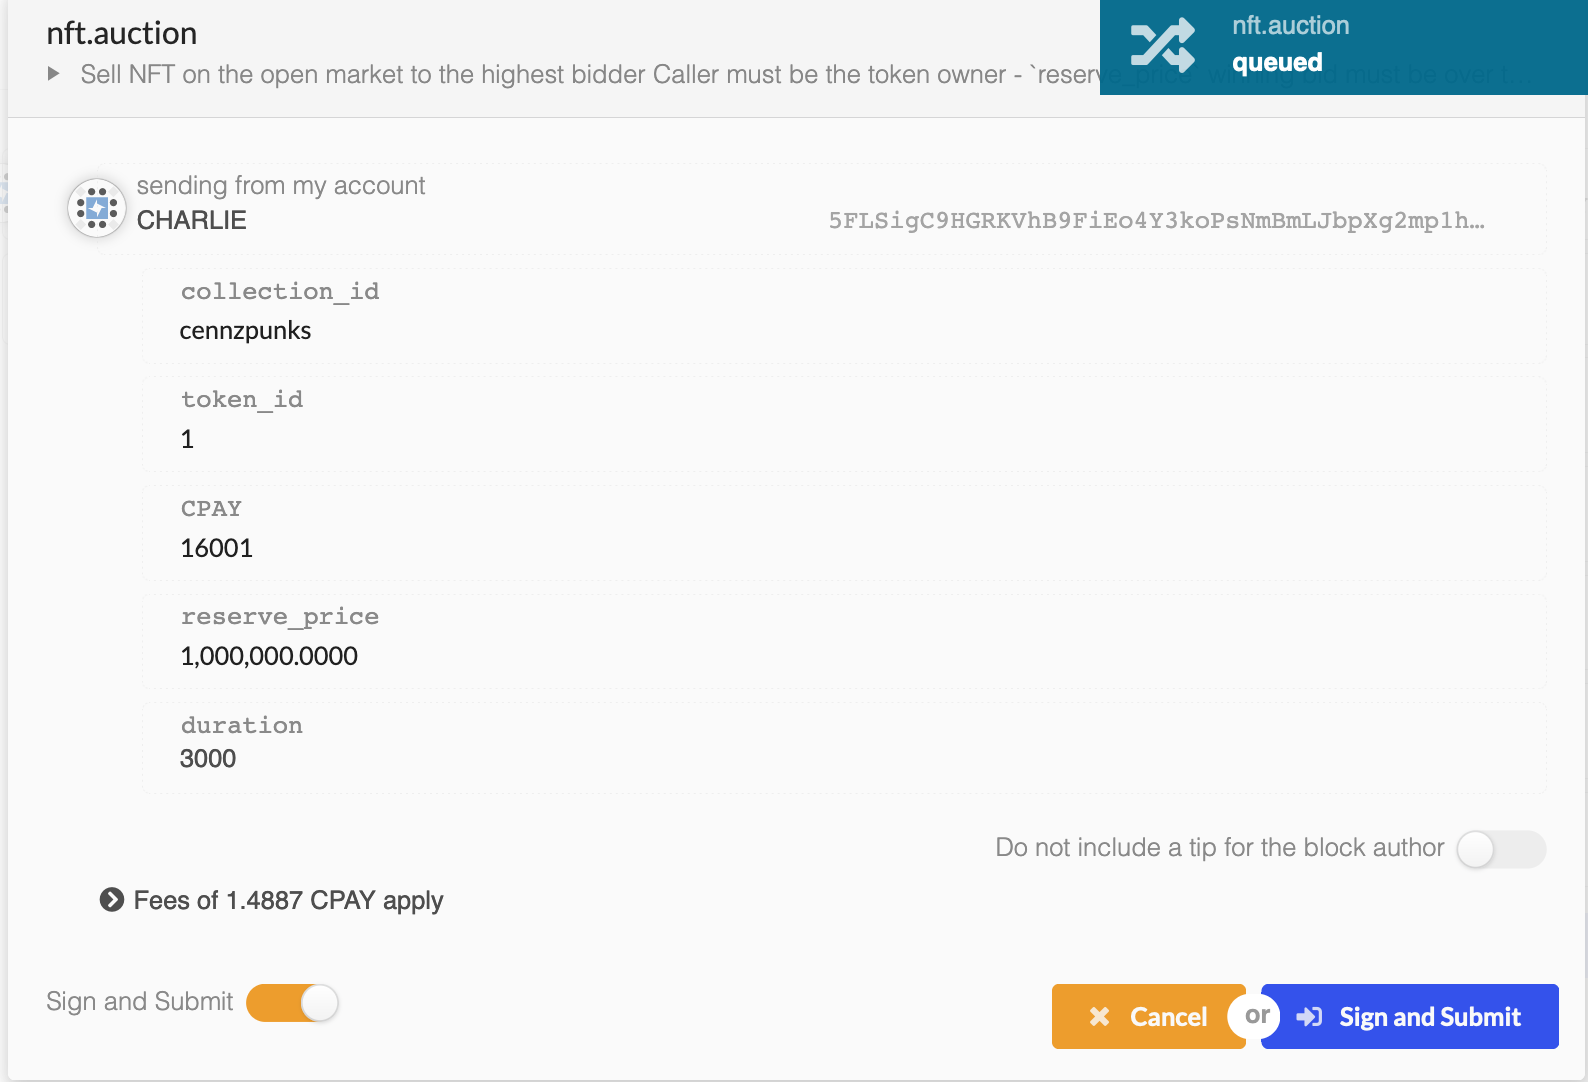 nft.auction
Sell NFT on the open market to the highest bidder Caller must be the token owner - `reserve_price` winning bid must be over t...
nft.auction
queued
sending from my account
CHARLIE
5FLSigC9HGRKVhB9FiEo4Y3koPsNmBmLJbpXg2mp1h…
collection_id
cennzpunks
token_id
1
CPAY
16001
reserve_price
1,000,000.0000
duration
3000
Do not include a tip for the block author
Fees of 1.4887 CPAY apply
Sign and Submit
Cancel
or
Sign and Submit